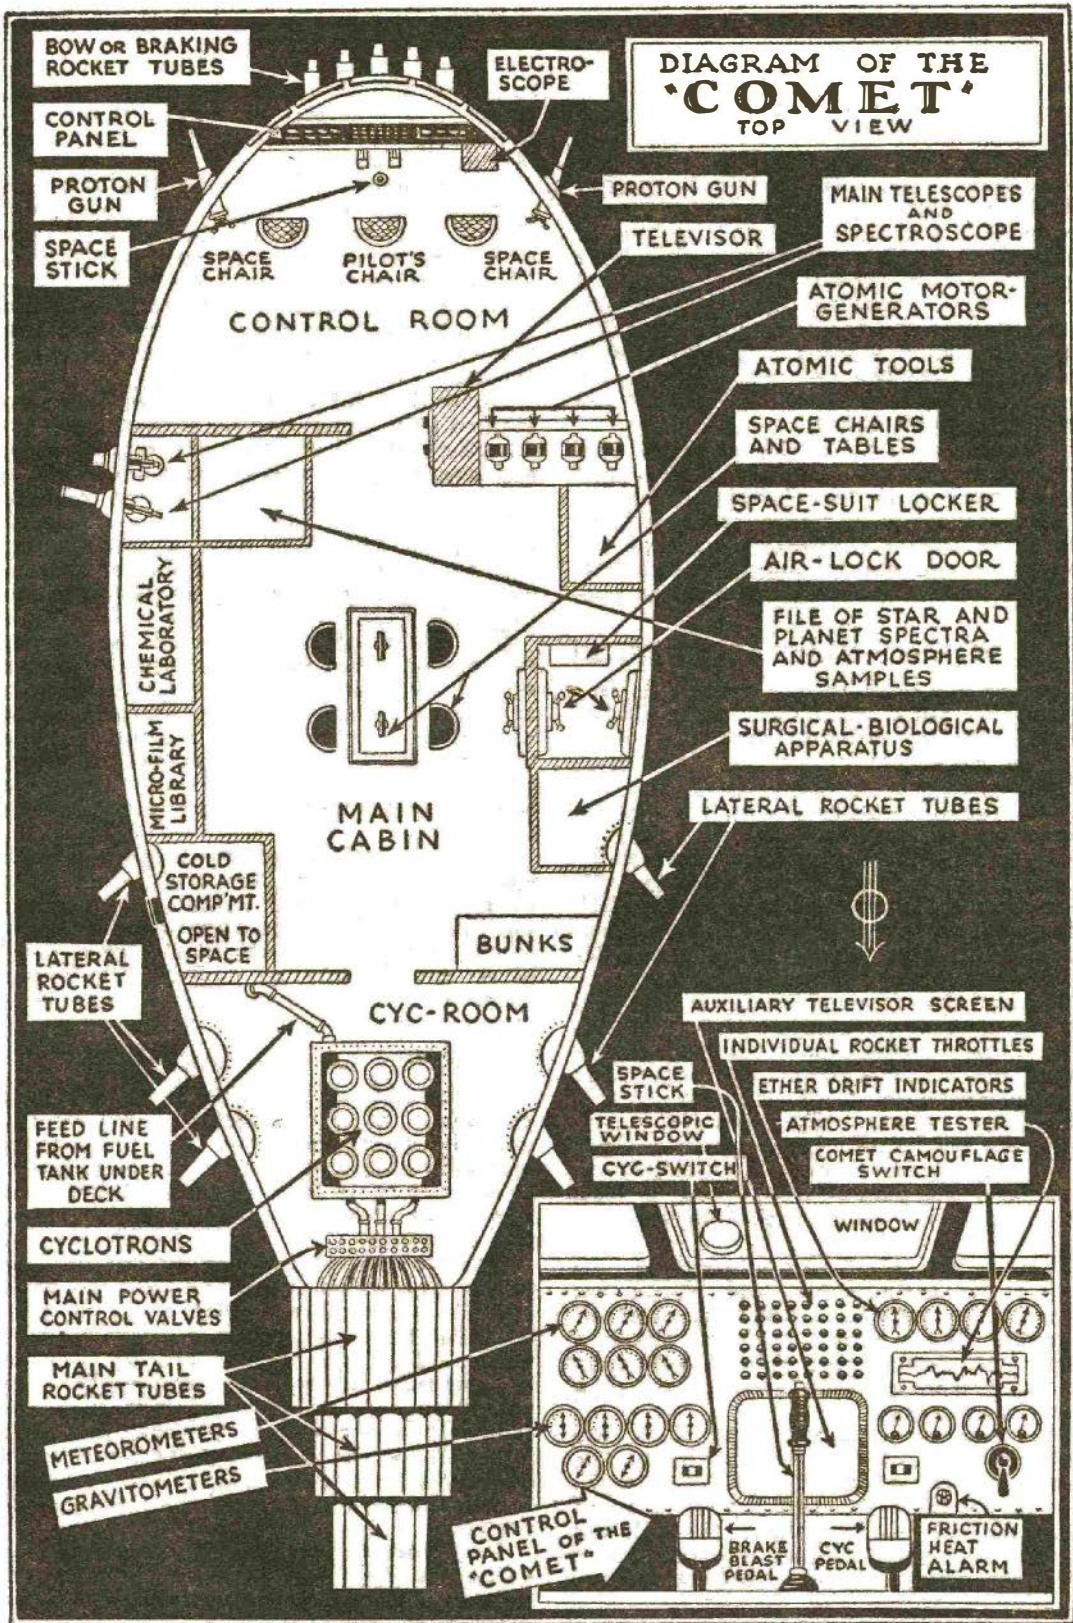 DIAGRAM OF THE
"COMET"
TOP VIEW
BOW OR BRAKING
ROCKET TUBES
ELECTRO-
SCOPE
CONTROL
PANEL
PROTON
GUN
PROTON GUN
SPACE
STICK
MAIN TELESCOPES
AND
SPECTROSCOPE
TELEVISOR
SPACE
CHAIR
PILOT'S
CHAIR
SPACE
CHAIR
CONTROL ROOM
ATOMIC MOTOR-
GENERATORS
ATOMIC TOOLS
SPACE CHAIRS
AND TABLES
SPACE-SUIT LOCKER
AIR-LOCK DOOR
FILE OF STAR AND
PLANET SPECTRA
AND ATMOSPHERE
SAMPLES
CHEMICAL
LABORATORY
MICRO-FILM
LIBRARY
SURGICAL-BIOLOGICAL
APPARATUS
MAIN
CABIN
LATERAL ROCKET TUBES
COLD
STORAGE
COMP'MT.
OPEN TO
SPACE
BUNKS
LATERAL
ROCKET
TUBES
CYC-ROOM
FEED LINE
FROM FUEL
TANK UNDER
DECK
CYCLOTRONS
MAIN POWER
CONTROL VALVES
MAIN TAIL
ROCKET TUBES
METEOROMETERS
GRAVITOMETERS
AUXILIARY TELEVISOR SCREEN
INDIVIDUAL ROCKET THROTTLES
SPACE
STICK
ETHER DRIFT INDICATORS
TELESCOPIC
WINDOW
ATMOSPHERE TESTER
CYC-SWITCH
COMET CAMOUFLAGE
SWITCH
WINDOW
CONTROL
PANEL OF THE
"COMET"
BRAKE
BLAST
PEDAL
CYC
PEDAL
FRICTION
HEAT
ALARM